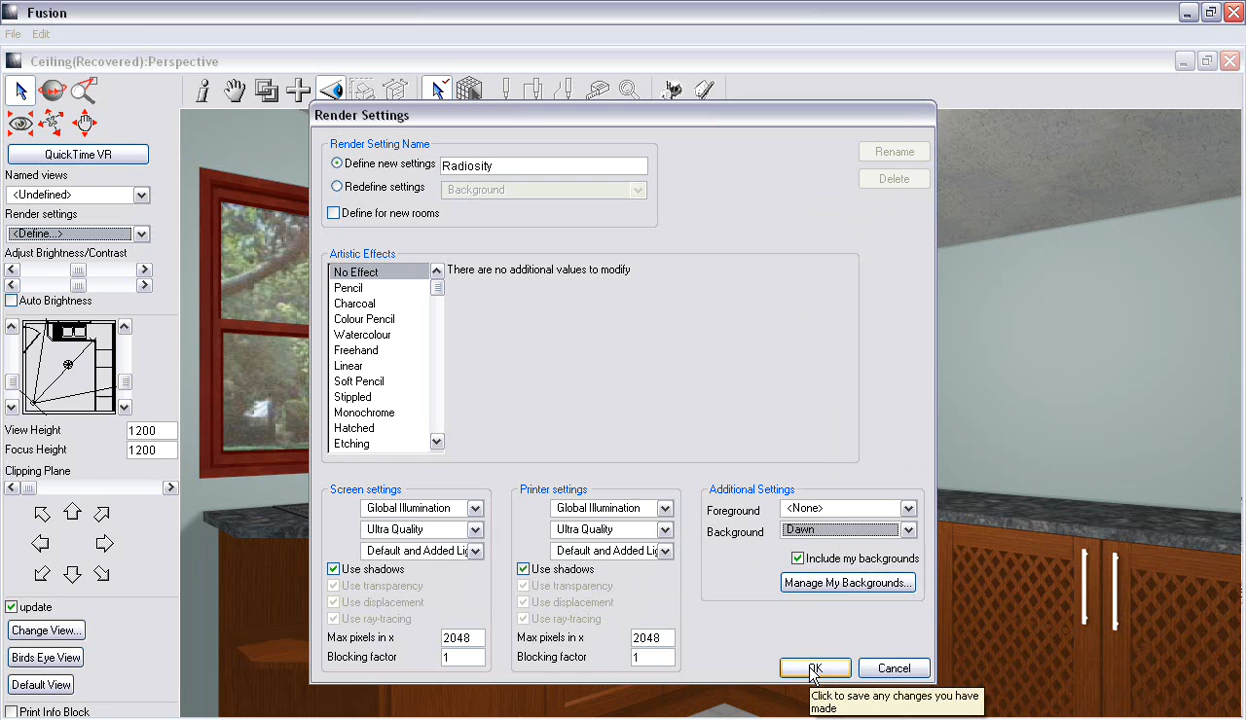 Fusion
File Edit
Ceiling(Recovered):Perspective
QuickTime VR
Named views
<Undefined>
Render settings
<Define...>
Adjust Brightness/Contrast
Auto Brightness
View Height 1200
Focus Height 1200
Clipping Plane
update
Change View...
Birds Eye View
Default View
Print Info Block
Render Settings
Render Setting Name
Define new settings Radiosity
Redefine settings Background
Define for new rooms
Rename
Delete
Artistic Effects
No Effect
Pencil
Charcoal
Colour Pencil
Watercolour
Freehand
Linear
Soft Pencil
Stippled
Monochrome
Hatched
Etching
There are no additional values to modify
Screen settings
Global Illumination
Ultra Quality
Default and Added Lig
Use shadows
Use transparency
Use displacement
Use ray-tracing
Max pixels in x 2048
Blocking factor 1
Printer settings
Global Illumination
Ultra Quality
Default and Added Lig
Use shadows
Use transparency
Use displacement
Use ray-tracing
Max pixels in x 2048
Blocking factor 1
Additional Settings
Foreground <None>
Background Dawn
Include my backgrounds
Manage My Backgrounds...
OK Cancel
Click to save any changes you have
made